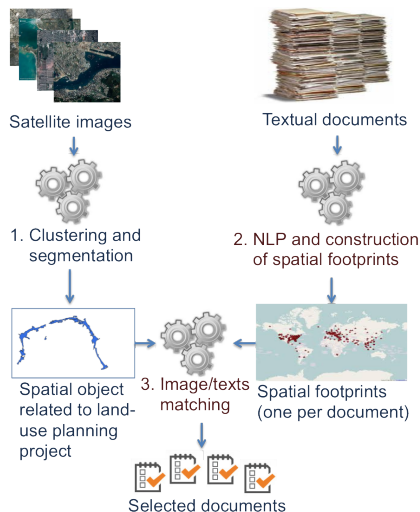 Satellite images
Textual documents
1. Clustering and
segmentation
2. NLP and construction
of spatial footprints
Spatial object
related to land-
use planning
project
3. Image/texts
matching
Spatial footprints
(one per document)
Selected documents